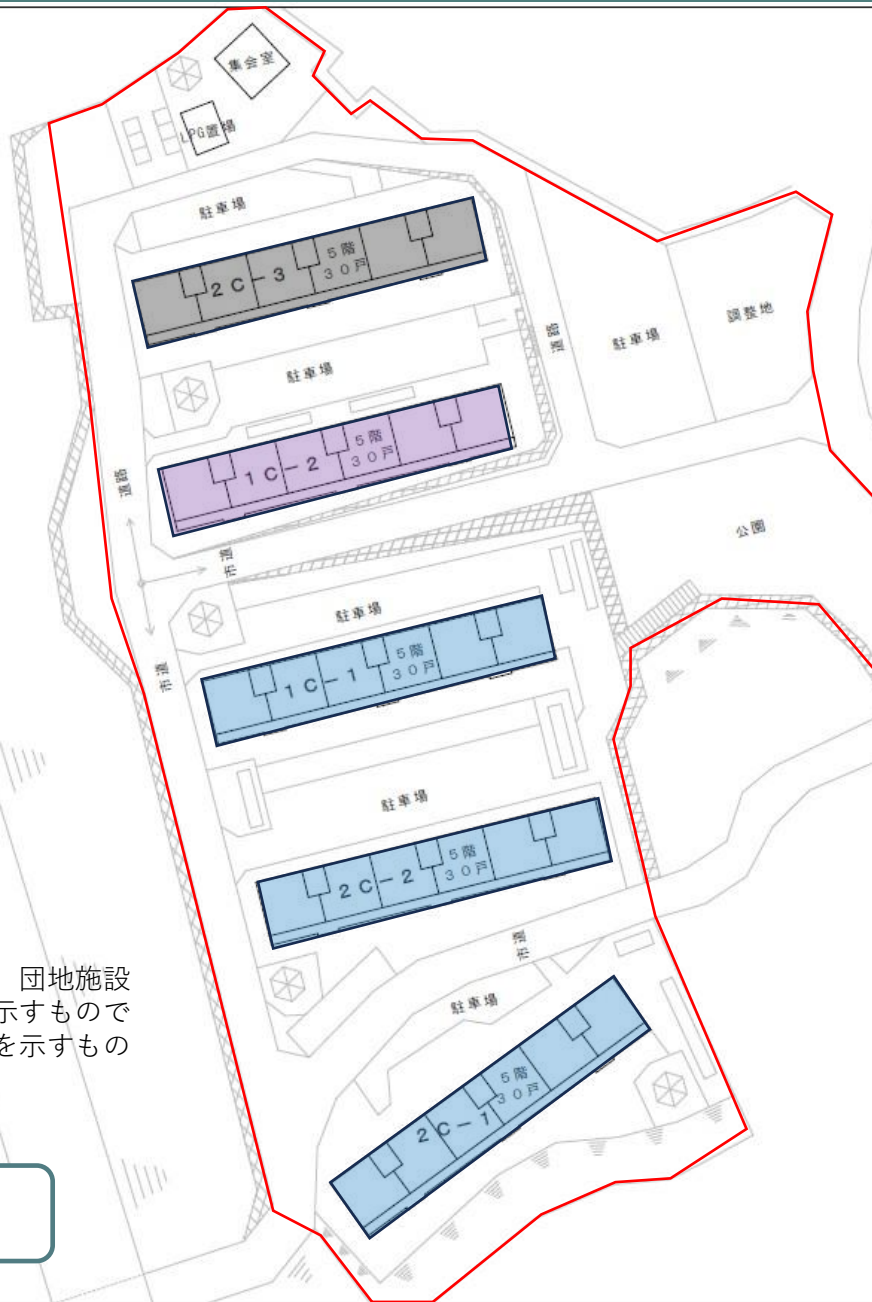 集会室
LPG置場
駐車場
2C-3
5階
30戸
道路
駐車場
調整地
駐車場
1C-2
5階
30戸
道路
市道
公園
駐車場
市道
1C-1
5階
30戸
駐車場
2C-2
5階
30戸
市道
団地施設
示すもので
を示すもの
駐車場
2C-1
5階
30戸